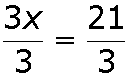 3x/3 = 21/3